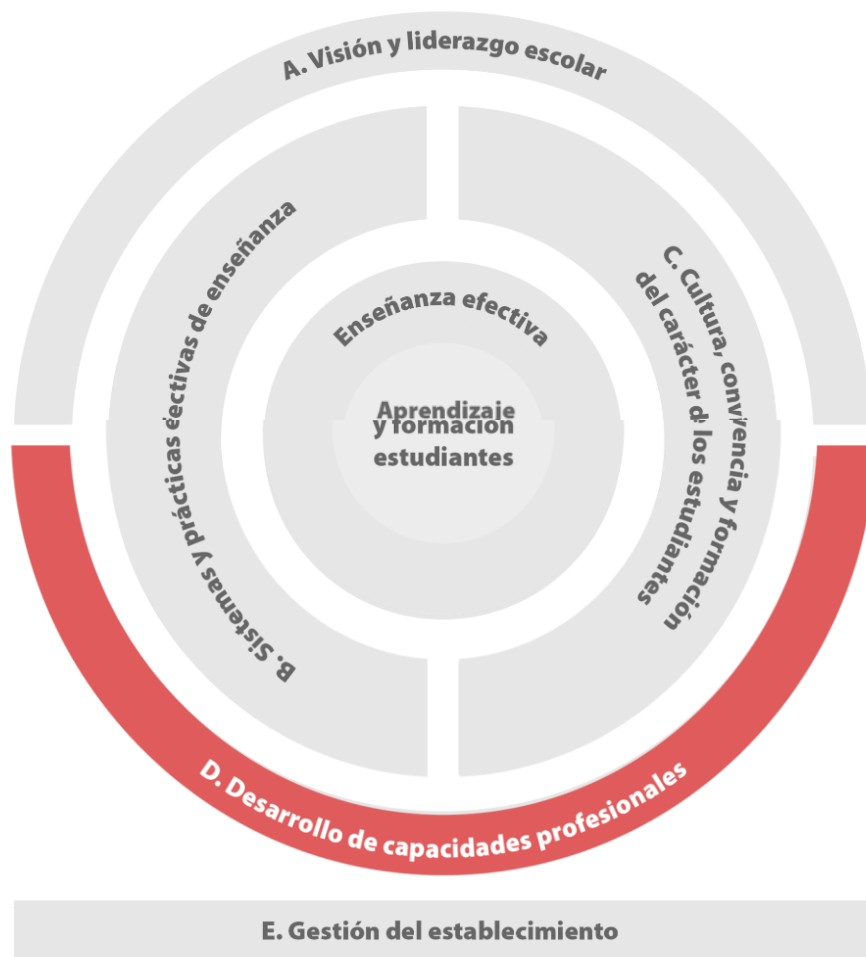 A. Visión y liderazgo escolar
B. Sistemas y prácticas efectivas de enseñanza
C. Cultura, convivencia y formación
del carácter de los estudiantes
Enseñanza efectiva
Aprendizaje
y formación
estudiantes
D. Desarrollo de capacidades profesionales
E. Gestión del establecimiento